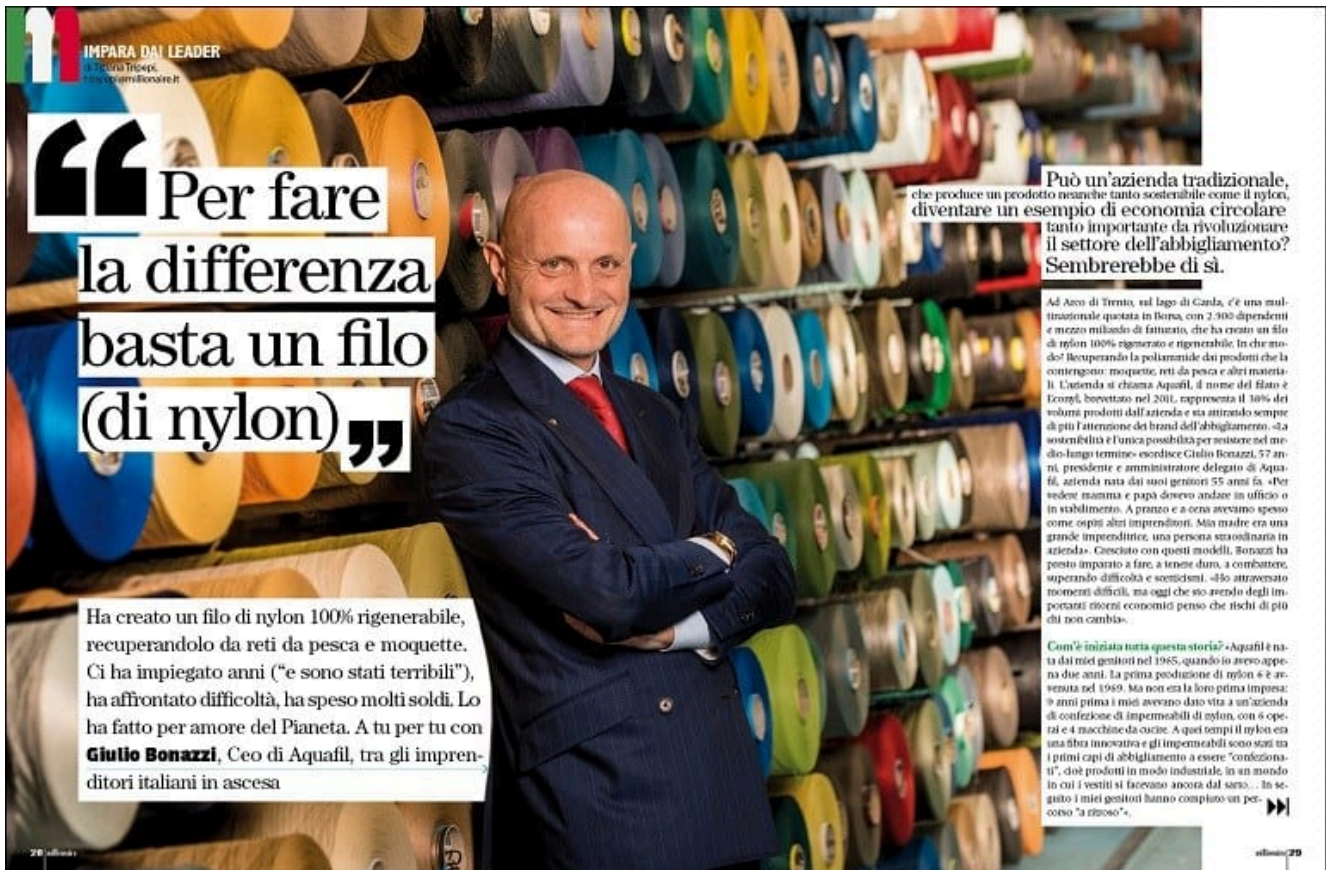 IMPARA DAI LEADER
di Tiziana Tripepi,
t.tripepi@millionaire.it
“Per fare
la differenza
basta un filo
(di nylon)”
Ha creato un filo di nylon 100% rigenerabile,
recuperandolo da reti da pesca e moquette.
Ci ha impiegato anni (“e sono stati terribili”),
ha affrontato difficoltà, ha speso molti soldi. Lo
ha fatto per amore del Pianeta. A tu per tu con
Giulio Bonazzi, Ceo di Aquafil, tra gli impren-
ditori italiani in ascesa
Può un’azienda tradizionale,
che produce un prodotto neanche tanto sostenibile come il nylon,
diventare un esempio di economia circolare
tanto importante da rivoluzionare
il settore dell’abbigliamento?
Sembrerebbe di sì.
Ad Arco di Trento, sul lago di Garda, c’è una mul-
tinazionale quotata in Borsa, con 2.900 dipendenti
e mezzo miliardo di fatturato, che ha creato un filo
di nylon 100% rigenerato e rigenerabile. In che mo-
do? Recuperando la poliammide dai prodotti che la
contengono: moquette, reti da pesca e altri materia-
li. L’azienda si chiama Aquafil, il nome del filato è
Econyl, brevettato nel 2011, rappresenta il 38% dei
volumi prodotti dall’azienda e sta attirando sempre
di più l’attenzione dei brand dell’abbigliamento. «La
sostenibilità è l’unica possibilità per resistere nel me-
dio-lungo termine» esordisce Giulio Bonazzi, 57 an-
ni, presidente e amministratore delegato di Aqua-
fil, azienda nata dai suoi genitori 55 anni fa. «Per
vedere mamma e papà dovevo andare in ufficio o
in stabilimento. A pranzo e a cena avevamo spesso
come ospiti altri imprenditori. Mia madre era una
grande imprenditrice, una persona straordinaria in
azienda». Cresciuto con questi modelli, Bonazzi ha
presto imparato a fare, a tenere duro, a combattere,
superando difficoltà e scetticismi. «Ho attraversato
momenti difficili, ma oggi che sto avendo degli im-
portanti ritorni economici penso che rischi di più
chi non cambia».
Com’è iniziata tutta questa storia? «Aquafil è na-
ta dai miei genitori nel 1965, quando io avevo appe-
na due anni. La prima produzione di nylon 6 è av-
venuta nel 1969. Ma non era la loro prima impresa:
9 anni prima i miei avevano dato vita a un’azienda
di confezione di impermeabili di nylon, con 6 ope-
rai e 4 macchine da cucire. A quei tempi il nylon era
una fibra innovativa e gli impermeabili sono stati tra
i primi capi di abbigliamento a essere “confeziona-
ti”, cioè prodotti in modo industriale, in un mondo
in cui i vestiti si facevano ancora dal sarto... In se-
guito i miei genitori hanno compiuto un per-
corso “a ritroso”».
28 millionaire
millionaire 29